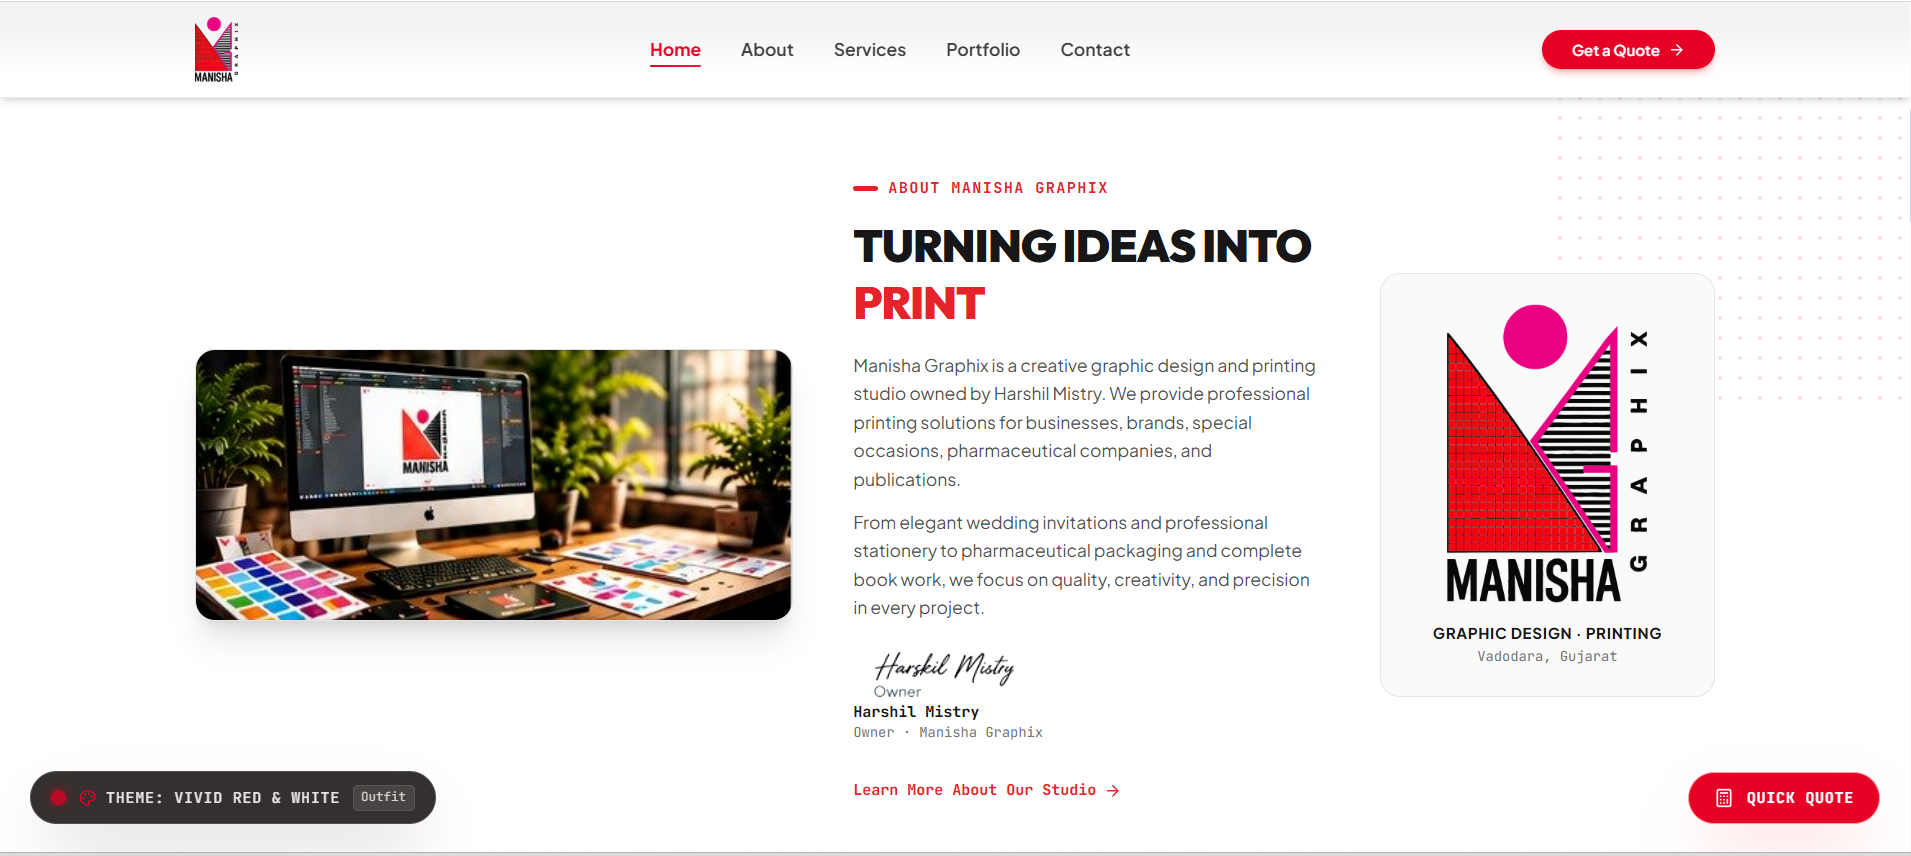 MANISHA
GRAPHIX
Home
About
Services
Portfolio
Contact
Get a Quote →
ABOUT MANISHA GRAPHIX
TURNING IDEAS INTO
PRINT
Manisha Graphix is a creative graphic design and printing
studio owned by Harshil Mistry. We provide professional
printing solutions for businesses, brands, special
occasions, pharmaceutical companies, and
publications.
From elegant wedding invitations and professional
stationery to pharmaceutical packaging and complete
book work, we focus on quality, creativity, and precision
in every project.
Harskil Mistry
Owner
Harshil Mistry
Owner · Manisha Graphix
Learn More About Our Studio →
MANISHA
MANISHA
GRAPHIX
GRAPHIC DESIGN · PRINTING
Vadodara, Gujarat
THEME: VIVID RED & WHITE
Outfit
QUICK QUOTE